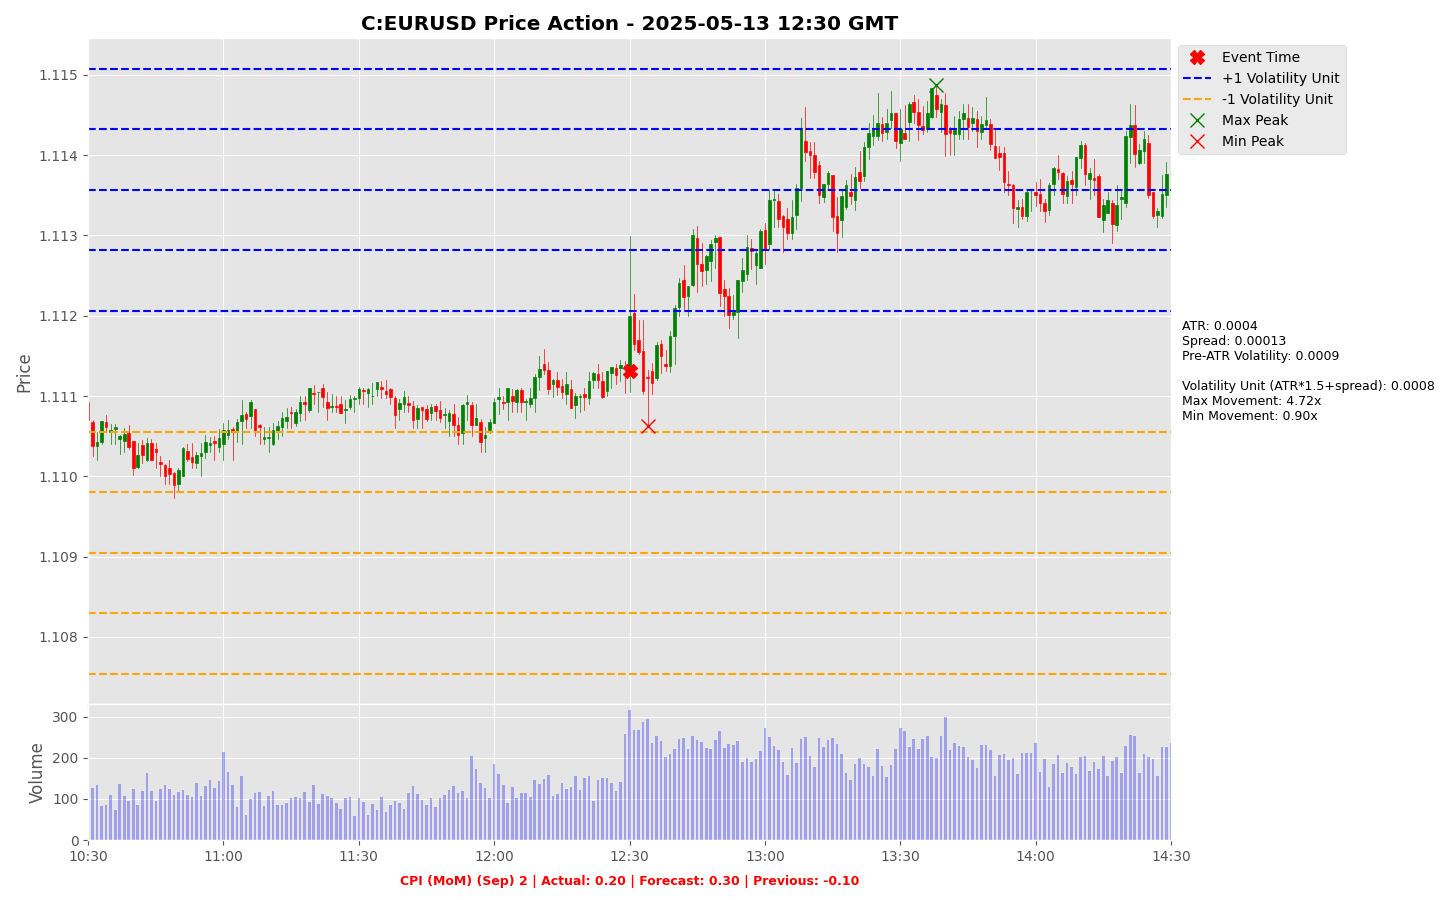 C:EURUSD Price Action - 2025-05-13 12:30 GMT
Event Time
+1 Volatility Unit
-1 Volatility Unit
Max Peak
Min Peak
Price
1.115
1.114
1.113
1.112
1.111
1.110
1.109
1.108
ATR: 0.0004
Spread: 0.00013
Pre-ATR Volatility: 0.0009
Volatility Unit (ATR*1.5+spread): 0.0008
Max Movement: 4.72x
Min Movement: 0.90x
Volume
300
200
100
0
10:30 11:00 11:30 12:00 12:30 13:00 13:30 14:00 14:30
CPI (MoM) (Sep) 2 | Actual: 0.20 | Forecast: 0.30 | Previous: -0.10